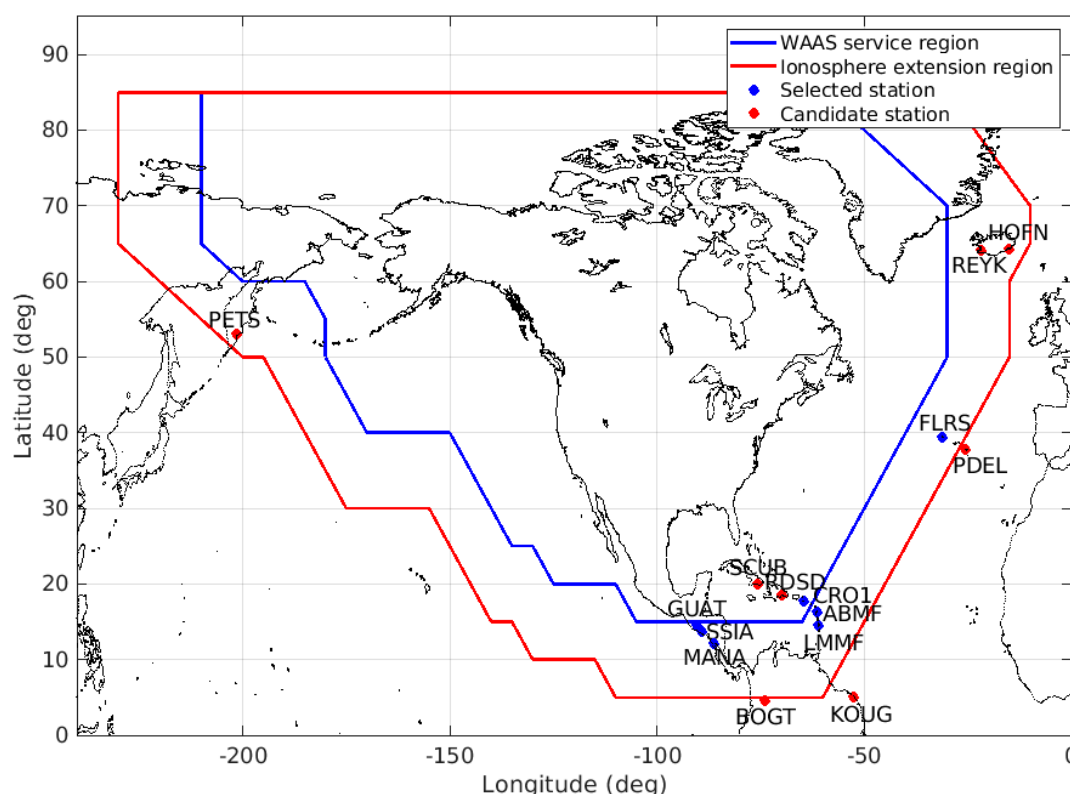 WAAS service region
Ionosphere extension region
Selected station
Candidate station
90
80
70
60
50
40
30
20
10
0
Latitude (deg)
HOFN
REYK
PETS
FLRS
PDEL
SCUB
RDSD
CRO1
GUAT
ABMF
SSIA
LMMF
MANA
BOGT
KOUG
-200
-150
-100
-50
0
Longitude (deg)